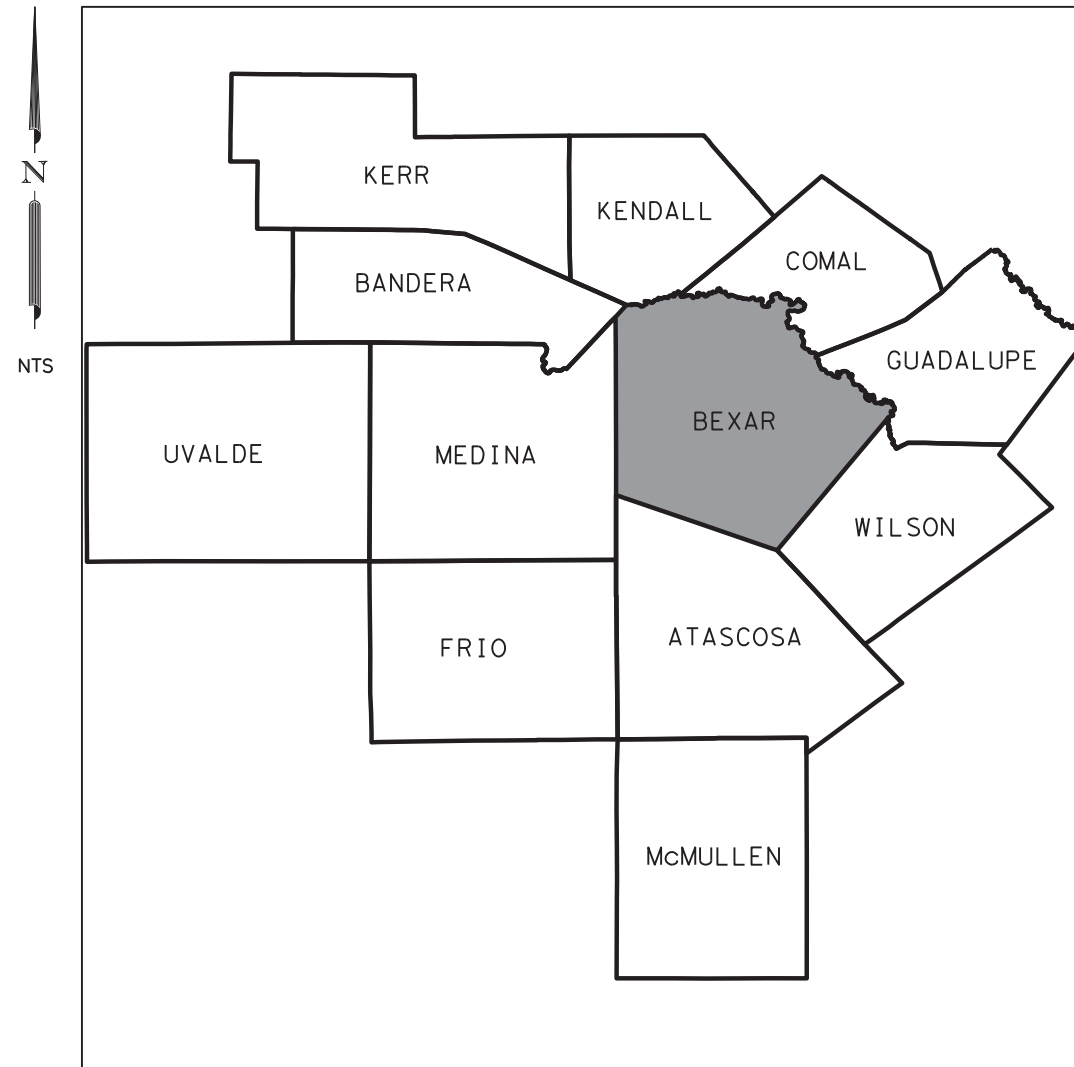 KERR
N
KENDALL
COMAL
BANDERA
NTS
GUADALUPE
BEXAR
UVALDE
MEDINA
WILSON
ATASCOSA
FRIO
McMULLEN